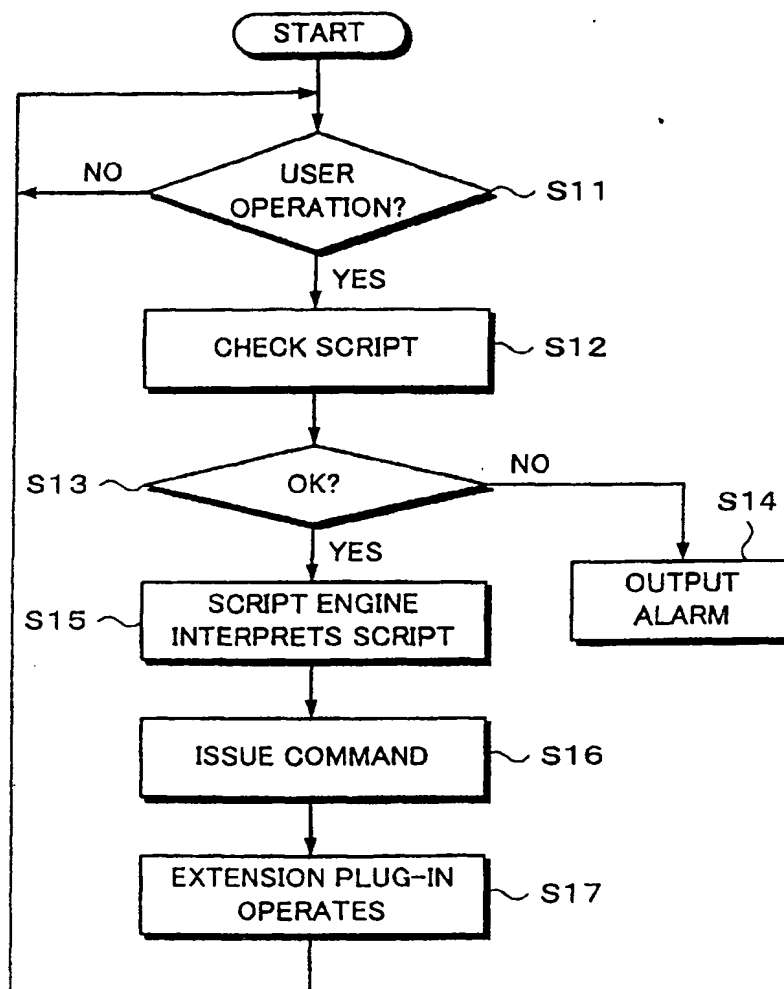 START
NO
USER
OPERATION?
S11
YES
CHECK SCRIPT
S12
S13
OK?
NO
S14
YES
OUTPUT
ALARM
S15
SCRIPT ENGINE
INTERPRETS SCRIPT
ISSUE COMMAND
S16
EXTENSION PLUG-IN
OPERATES
S17